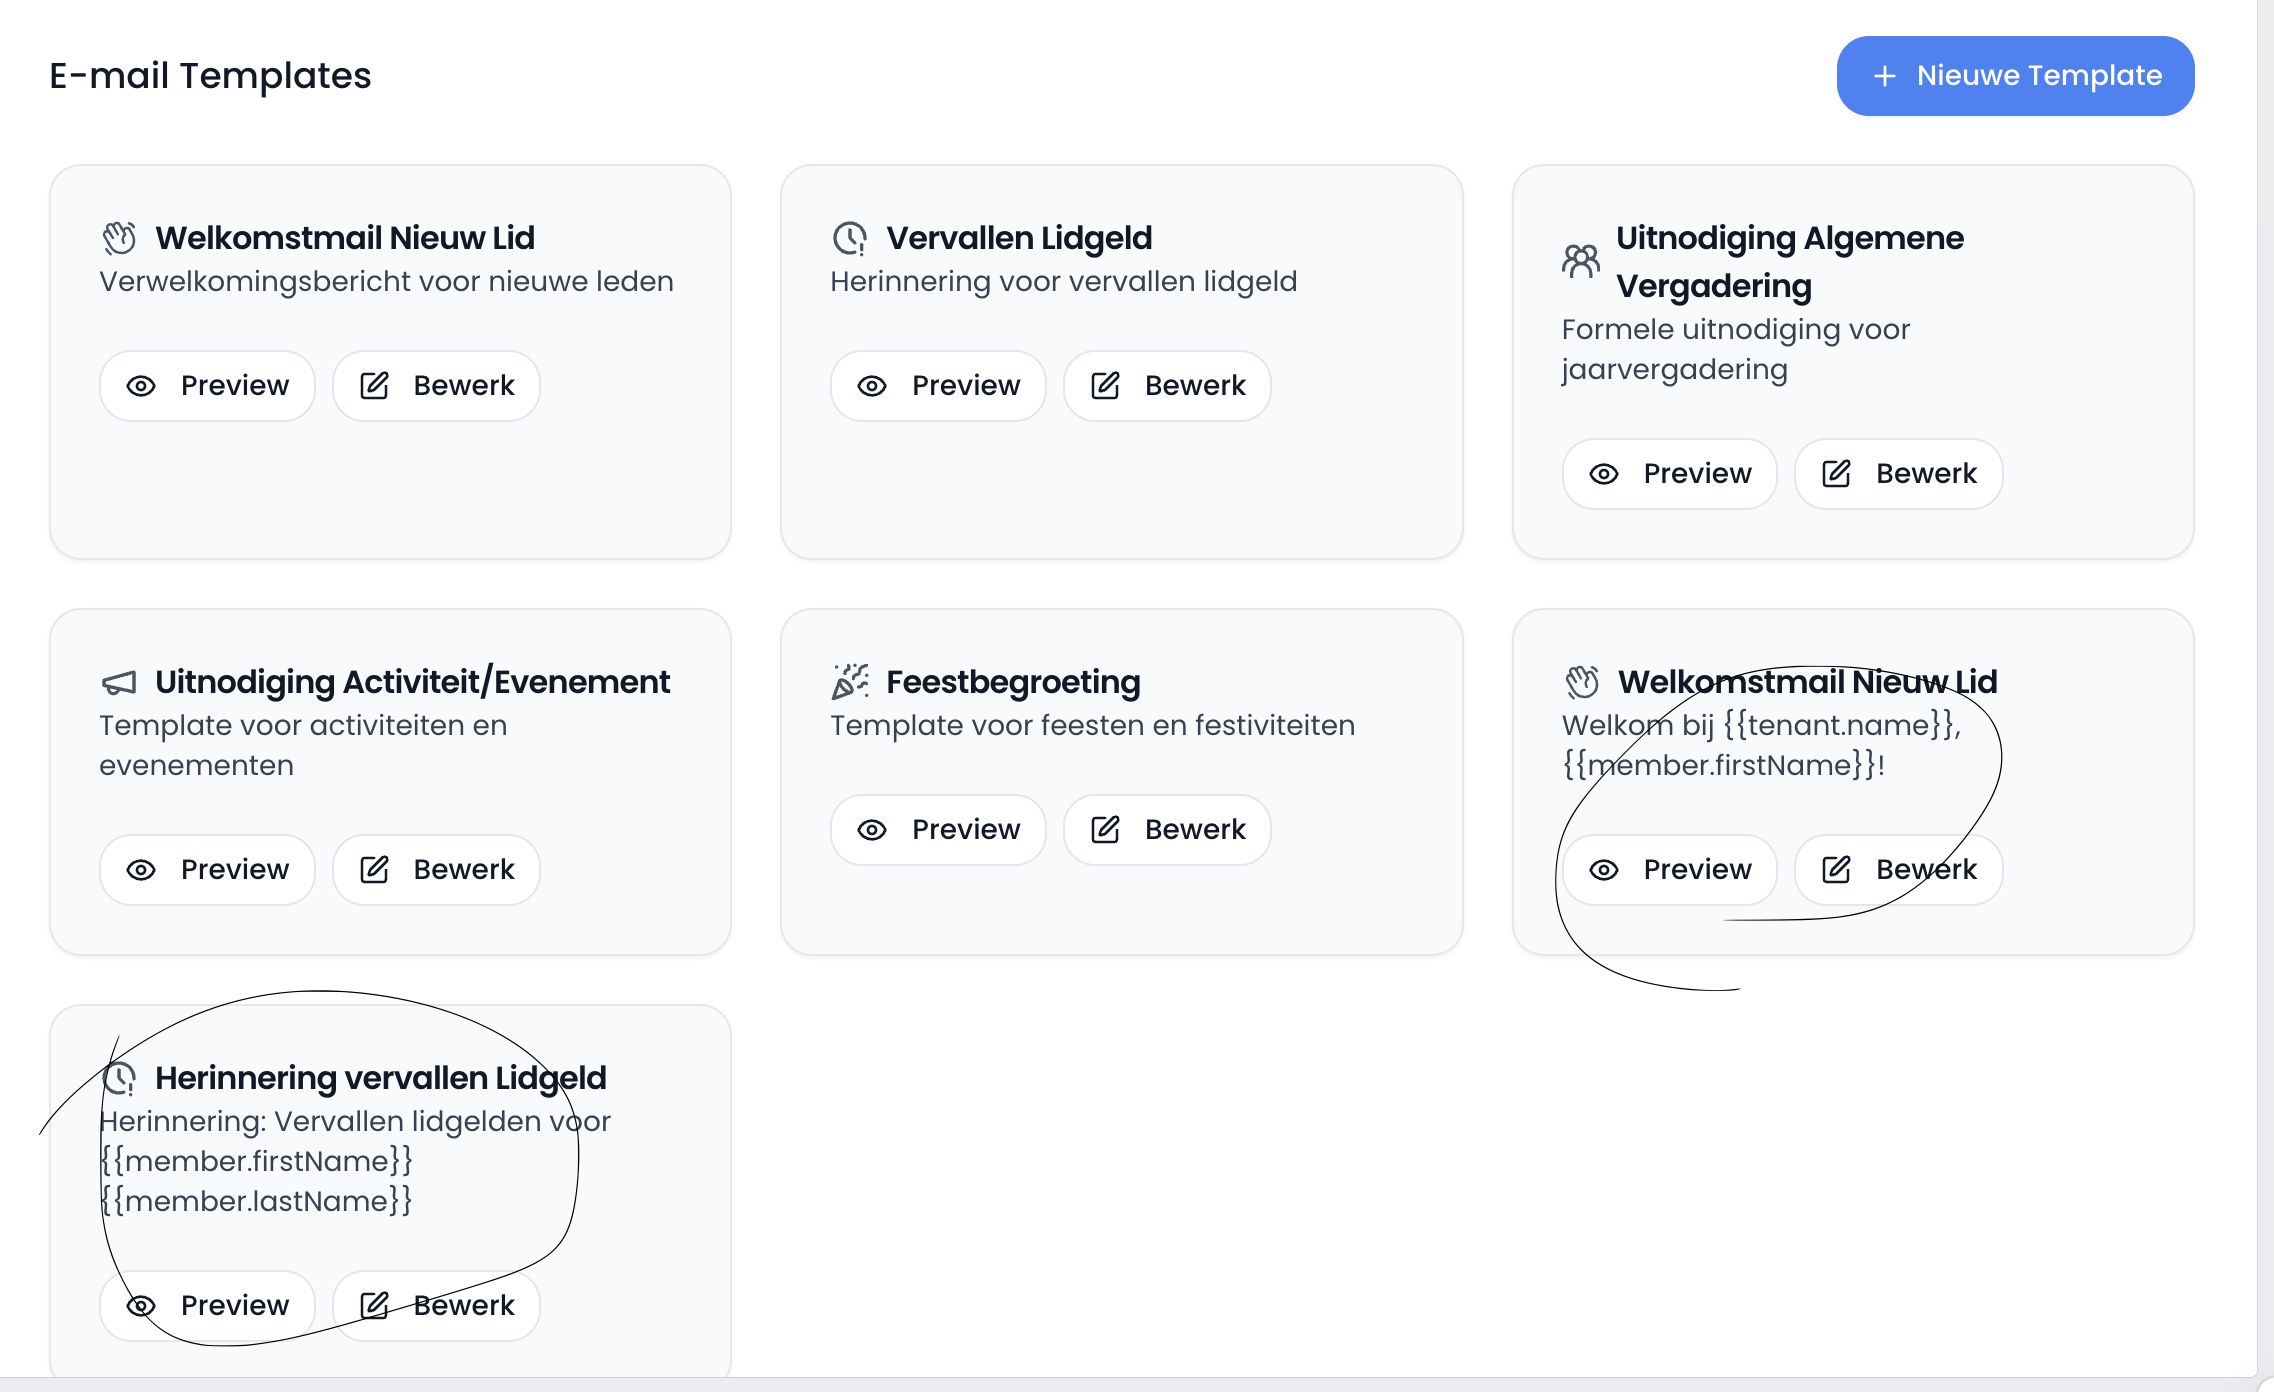 E-mail Templates
+ Nieuwe Template
Welkomstmail Nieuw Lid
Verwelkomingsbericht voor nieuwe leden
Preview
Bewerk
Vervallen Lidgeld
Herinnering voor vervallen lidgeld
Preview
Bewerk
Uitnodiging Algemene
Vergadering
Formele uitnodiging voor
jaarvergadering
Preview
Bewerk
Uitnodiging Activiteit/Evenement
Template voor activiteiten en
evenementen
Preview
Bewerk
Feestbegroeting
Template voor feesten en festiviteiten
Preview
Bewerk
Welkomstmail Nieuw Lid
Welkom bij {{tenant.name}},
{{member.firstName}}!
Preview
Bewerk
Herinnering vervallen Lidgeld
Herinnering: Vervallen lidgelden voor
{{member.firstName}}
{{member.lastName}}
Preview
Bewerk